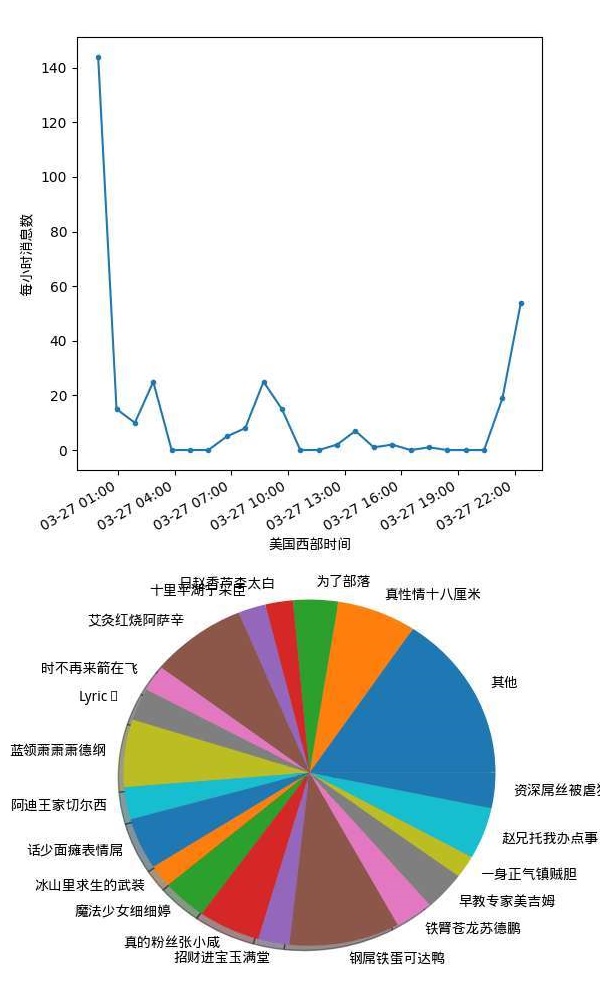 140
120
100
80
60
40
20
0
每小时消息数
03-27 01:00
03-27 04:00
03-27 07:00
03-27 10:00
03-27 13:00
03-27 16:00
03-27 19:00
03-27 22:00
美国西部时间
李太白
为了部落
十里平湖
真性情十八厘米
艾灸红烧阿萨辛
时不再来箭在飞
其他
Lyric
蓝领萧萧萧德纲
资深屌丝被虐
阿迪王家切尔西
赵兄托我办点事
话少面瘫表情屌
一身正气镇贼胆
冰山里求生的武装
早教专家美吉姆
魔法少女细细婷
铁臂苍龙苏德鹏
真的粉丝张小咸
招财进宝玉满堂
钢屌铁蛋可达鸭